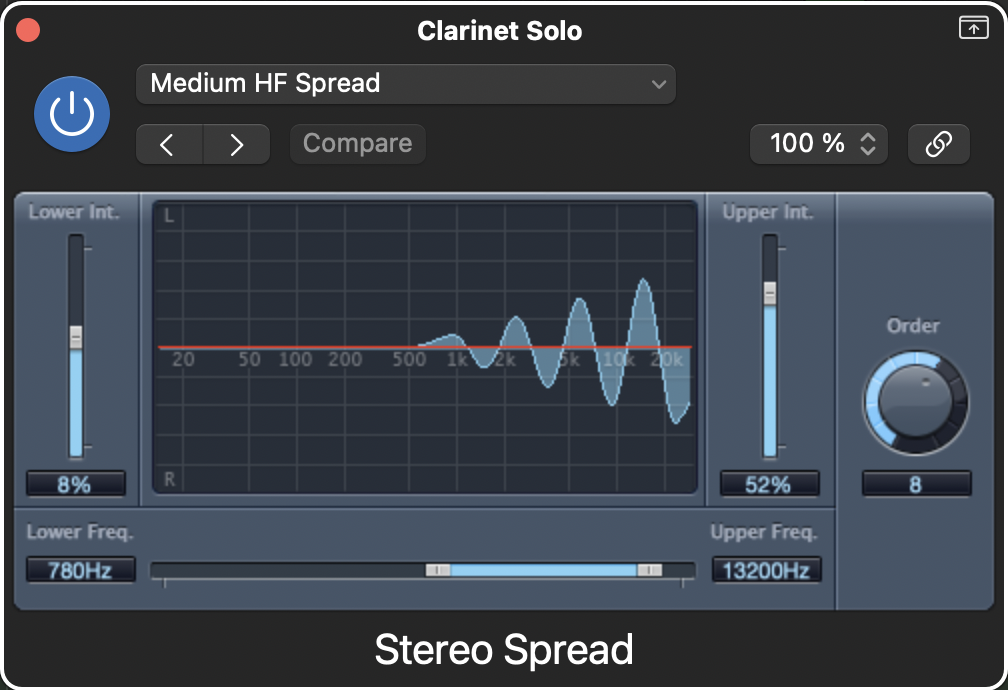 Clarinet Solo
Medium HF Spread
Compare
100 %
Lower Int.
L
Upper Int.
Order
20 50 100 200 500 1k 2k 5k 10k 20k
R
8%
52%
8
Lower Freq.
Upper Freq.
780Hz
13200Hz
Stereo Spread